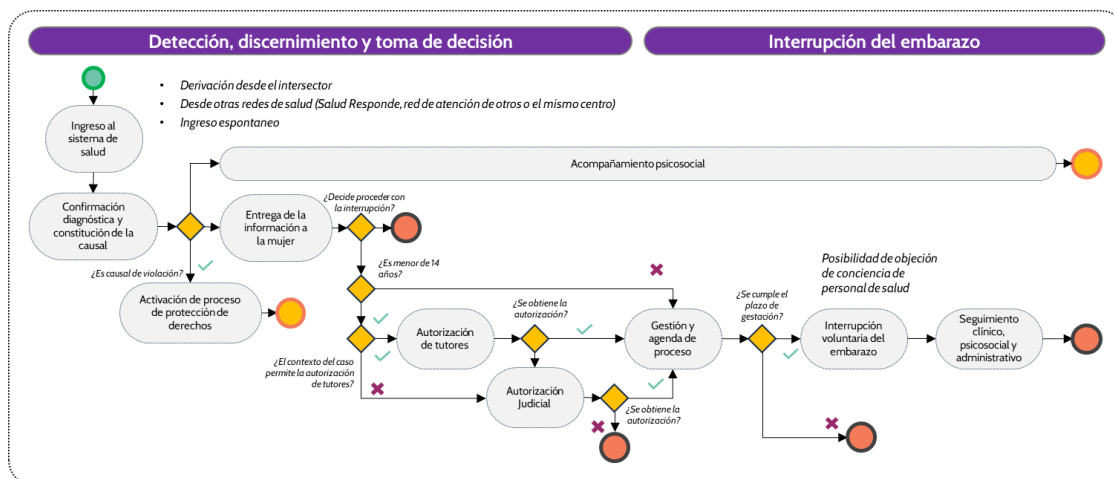 Detección, discernimiento y toma de decisión
Interrupción del embarazo
• Derivación desde el intersector
• Desde otras redes de salud (Salud Responde, red de atención de otros o el mismo centro)
• Ingreso espontaneo
Ingreso al
sistema de
salud
Acompañamiento psicosocial
Confirmación
diagnóstica y
constitución de la
causal
Entrega de la
información a
la mujer
¿Decide proceder con
la interrupción?
¿Es causal de violación?
Activación de proceso
de protección de
derechos
¿Es menor de 14
años?
¿El contexto del caso
permite la autorización
de tutores?
Autorización
de tutores
¿Se obtiene la
autorización?
Autorización
Judicial
¿Se obtiene la
autorización?
Gestión y
agenda de
proceso
¿Se cumple el
plazo de
gestación?
Posibilidad de objeción
de conciencia de
personal de salud
Interrupción
voluntaria del
embarazo
Seguimiento
clínico,
psicosocial y
administrativo